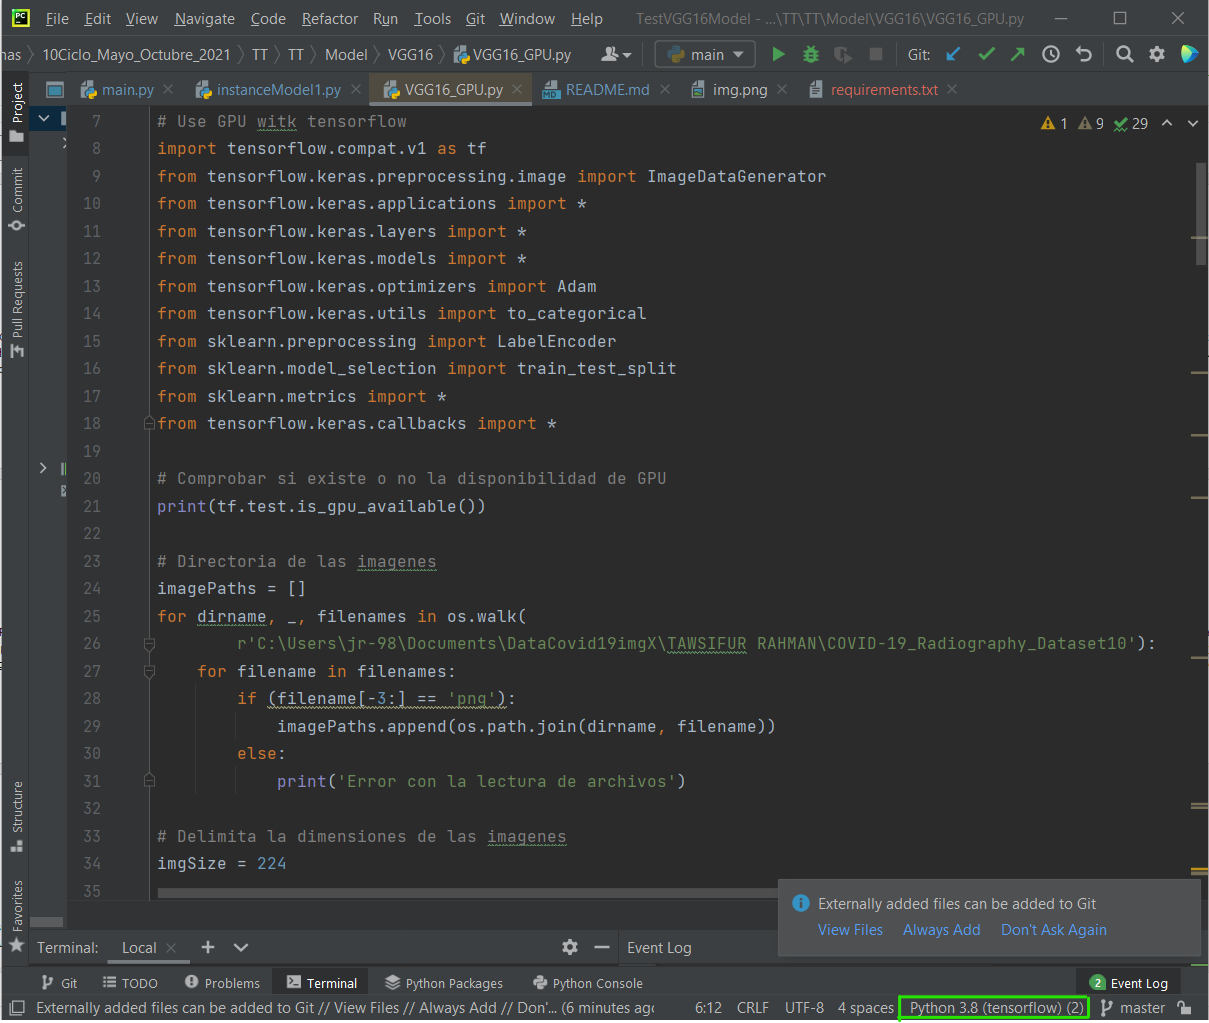 PC File Edit View Navigate Code Refactor Run Tools Git Window Help TestVGG16Model - ...\TT\TT\Model\VGG16\VGG16_GPU.py
nas 10Ciclo_Mayo_Octubre_2021 TT TT Model VGG16 VGG16_GPU.py main Git:
main.py instanceModel1.py VGG16_GPU.py MD README.md img.png requirements.txt
Project
Commit
Pull Requests
Structure
Favorites
1 9 29
7 # Use GPU witk tensorflow
8 import tensorflow.compat.v1 as tf
9 from tensorflow.keras.preprocessing.image import ImageDataGenerator
10 from tensorflow.keras.applications import *
11 from tensorflow.keras.layers import *
12 from tensorflow.keras.models import *
13 from tensorflow.keras.optimizers import Adam
14 from tensorflow.keras.utils import to_categorical
15 from sklearn.preprocessing import LabelEncoder
16 from sklearn.model_selection import train_test_split
17 from sklearn.metrics import *
18 from tensorflow.keras.callbacks import *
19
20 # Comprobar si existe o no la disponibilidad de GPU
21 print(tf.test.is_gpu_available())
22
23 # Directoria de las imagenes
24 imagePaths = []
25 for dirname, _, filenames in os.walk(
26 r'C:\Users\jr-98\Documents\DataCovid19imgX\TAWSIFUR RAHMAN\COVID-19_Radiography_Dataset10'):
27 for filename in filenames:
28 if (filename[-3:] == 'png'):
29 imagePaths.append(os.path.join(dirname, filename))
30 else:
31 print('Error con la lectura de archivos')
32
33 # Delimita la dimensiones de las imagenes
34 imgSize = 224
35
Externally added files can be added to Git
View Files Always Add Don't Ask Again
Terminal: Local Event Log
Git TODO Problems Terminal Python Packages Python Console 2 Event Log
Externally added files can be added to Git // View Files // Always Add // Don'... (6 minutes agc 6:12 CRLF UTF-8 4 spaces Python 3.8 (tensorflow) (2) master